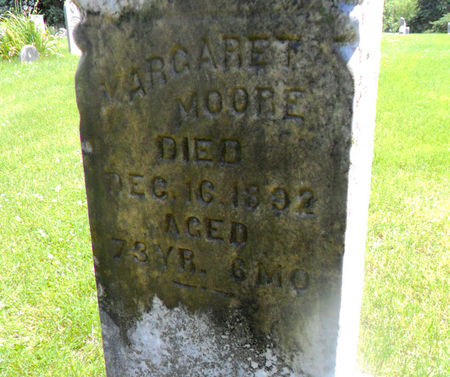 MARGARET
MOORE
DIED
DEC. 16, 1892
AGED
73 YR. 6 MO